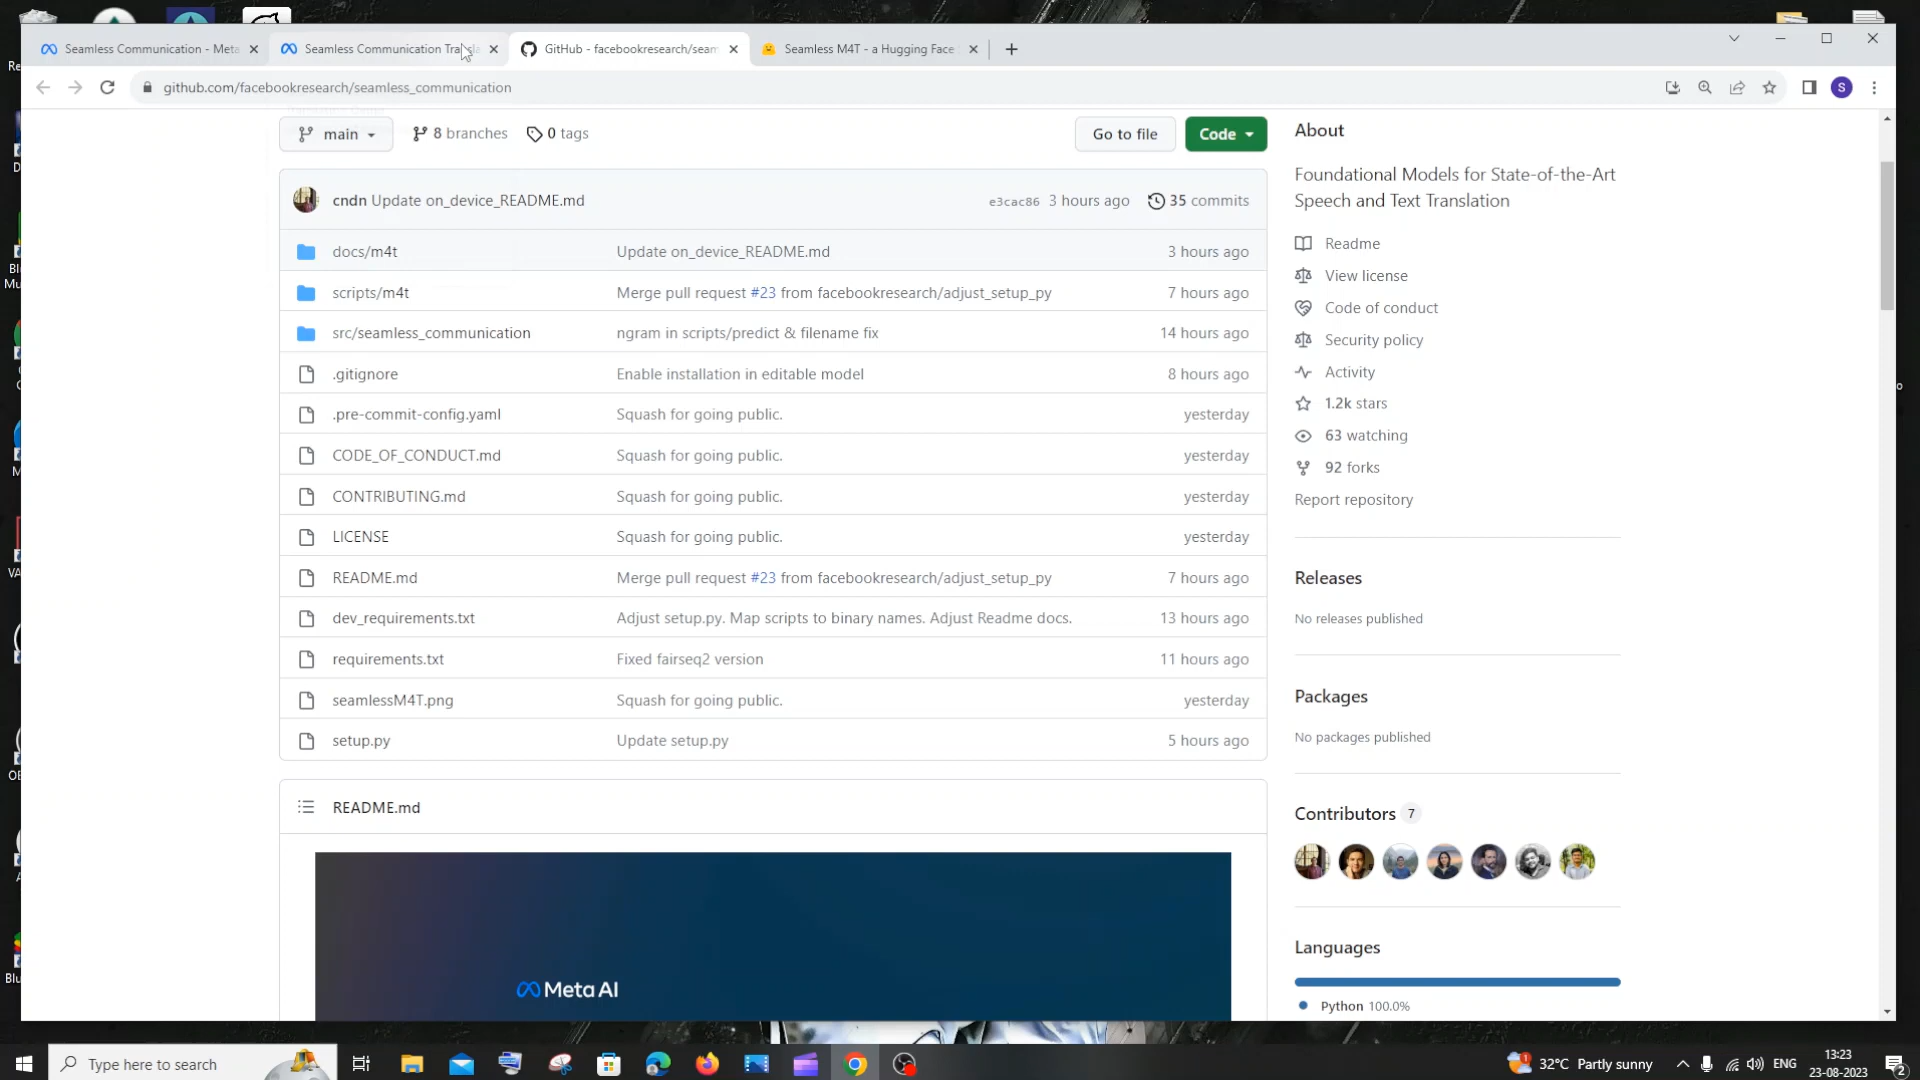 Seamless Communication - Meta
Seamless Communication Transla
GitHub - facebookresearch/seam
Seamless M4T - a Hugging Face
github.com/facebookresearch/seamless_communication
S
main
8 branches
0 tags
Go to file
Code
About
Foundational Models for State-of-the-Art
Speech and Text Translation
cndn Update on_device_README.md
e3cac86 3 hours ago
35 commits
docs/m4t
Update on_device_README.md
3 hours ago
scripts/m4t
Merge pull request #23 from facebookresearch/adjust_setup_py
7 hours ago
src/seamless_communication
ngram in scripts/predict & filename fix
14 hours ago
.gitignore
Enable installation in editable model
8 hours ago
.pre-commit-config.yaml
Squash for going public.
yesterday
CODE_OF_CONDUCT.md
Squash for going public.
yesterday
CONTRIBUTING.md
Squash for going public.
yesterday
LICENSE
Squash for going public.
yesterday
README.md
Merge pull request #23 from facebookresearch/adjust_setup_py
7 hours ago
dev_requirements.txt
Adjust setup.py. Map scripts to binary names. Adjust Readme docs.
13 hours ago
requirements.txt
Fixed fairseq2 version
11 hours ago
seamlessM4T.png
Squash for going public.
yesterday
setup.py
Update setup.py
5 hours ago
Readme
View license
Code of conduct
Security policy
Activity
1.2k stars
63 watching
92 forks
Report repository
Releases
No releases published
Packages
No packages published
Contributors 7
Languages
Python 100.0%
README.md
Meta AI
Type here to search
32°C Partly sunny
ENG
13:23
23-08-2023
2